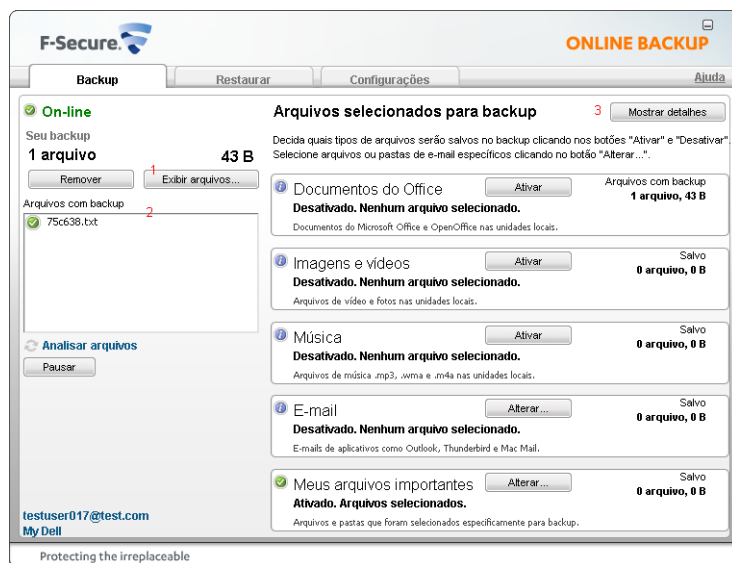 F-Secure.
ONLINE BACKUP
Backup
Restaurar
Configurações
Ajuda
On-line
Seu backup
1 arquivo 43 B
1
Remover
Exibir arquivos...
Arquivos com backup
2
75c638.txt
Analisar arquivos
Pausar
testuser017@test.com
My Dell
Arquivos selecionados para backup
3
Mostrar detalhes
Decida quais tipos de arquivos serão salvos no backup clicando nos botões "Ativar" e "Desativar".
Selecione arquivos ou pastas de e-mail específicos clicando no botão "Alterar...".
Documentos do Office
Ativar
Arquivos com backup
1 arquivo, 43 B
Desativado. Nenhum arquivo selecionado.
Documentos do Microsoft Office e OpenOffice nas unidades locais.
Imagens e vídeos
Ativar
Salvo
0 arquivo, 0 B
Desativado. Nenhum arquivo selecionado.
Arquivos de vídeo e fotos nas unidades locais.
Música
Ativar
Salvo
0 arquivo, 0 B
Desativado. Nenhum arquivo selecionado.
Arquivos de música .mp3, .wma e .m4a nas unidades locais.
E-mail
Alterar...
Salvo
0 arquivo, 0 B
Desativado. Nenhum arquivo selecionado.
E-mails de aplicativos como Outlook, Thunderbird e Mac Mail.
Meus arquivos importantes
Alterar...
Salvo
0 arquivo, 0 B
Ativado. Arquivos selecionados.
Arquivos e pastas que foram selecionados especificamente para backup.
Protecting the irreplaceable